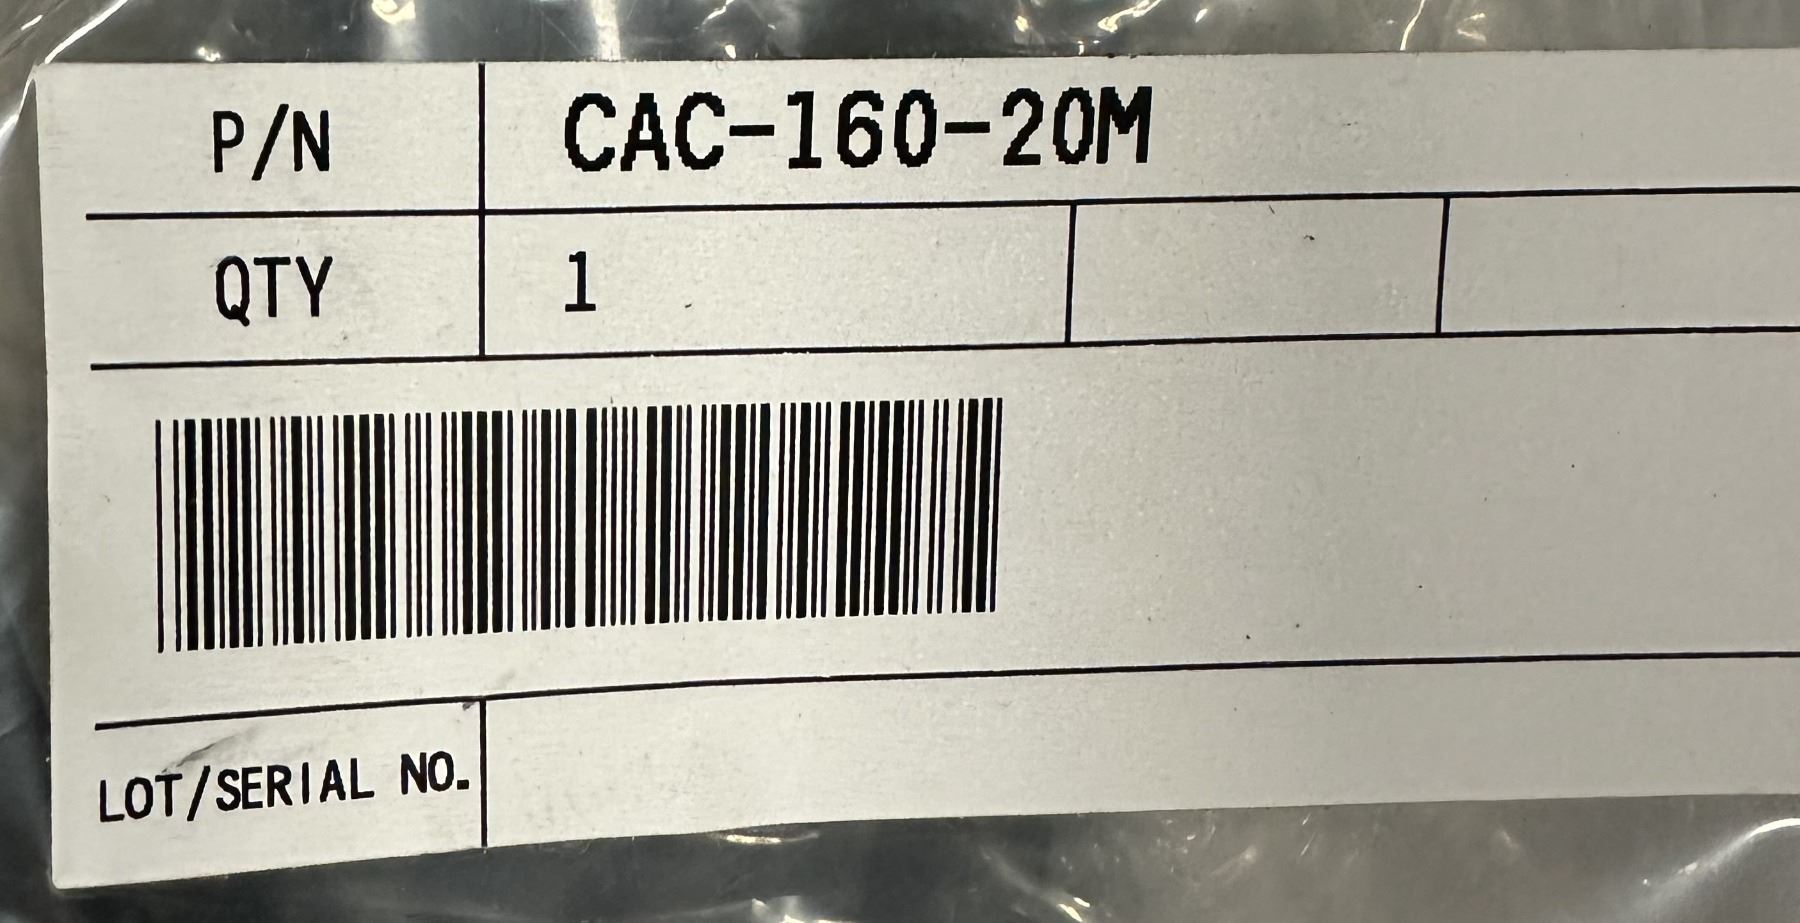 P/N CAC-160-20M
QTY 1
LOT/SERIAL NO.